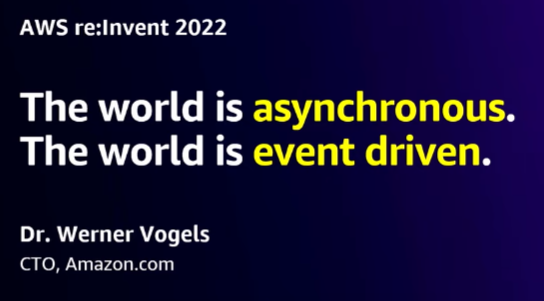 AWS re:Invent 2022
The world is asynchronous.
The world is event driven.
Dr. Werner Vogels
CTO, Amazon.com